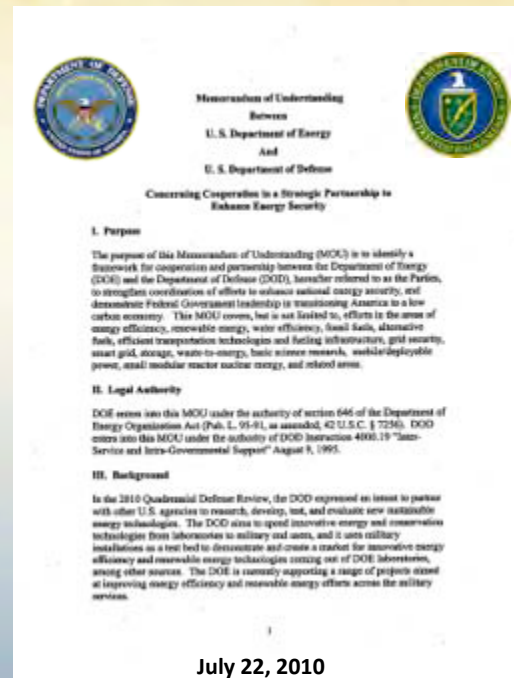 DEPARTMENT OF DEFENSE
UNITED STATES OF AMERICA
DEPARTMENT OF ENERGY
UNITED STATES OF AMERICA
Memorandum of Understanding
Between
U. S. Department of Energy
And
U. S. Department of Defense
Concerning Cooperation in a Strategic Partnership to
Enhance Energy Security
I. Purpose
The purpose of this Memorandum of Understanding (MOU) is to identify a
framework for cooperation and partnership between the Department of Energy
(DOE) and the Department of Defense (DOD), hereafter referred to as the Parties,
to strengthen coordination of efforts to enhance national energy security, and
demonstrate Federal Government leadership in transitioning America to a low
carbon economy. This MOU covers, but is not limited to, efforts in the areas of
energy efficiency, renewable energy, water efficiency, fossil fuels, alternative
fuels, efficient transportation technologies and fueling infrastructure, grid security,
smart grid, storage, waste-to-energy, basic science research, mobile/deployable
power, small modular reactor nuclear energy, and related areas.
II. Legal Authority
DOE enters into this MOU under the authority of section 646 of the Department of
Energy Organization Act (Pub. L. 95-91, as amended, 42 U.S.C. § 7256). DOD
enters into this MOU under the authority of DOD Instruction 4000.19 "Inter-
Service and Intra-Governmental Support" August 9, 1995.
III. Background
In the 2010 Quadrennial Defense Review, the DOD expressed an intent to partner
with other U.S. agencies to research, develop, test, and evaluate new sustainable
energy technologies. The DOD aims to speed innovative energy and conservation
technologies from laboratories to military end users, and it uses military
installations as a test bed to demonstrate and create a market for innovative energy
efficiency and renewable energy technologies coming out of DOE laboratories,
among other sources. The DOE is currently supporting a range of projects aimed
at improving energy efficiency and renewable energy efforts across the military
services.
1
July 22, 2010